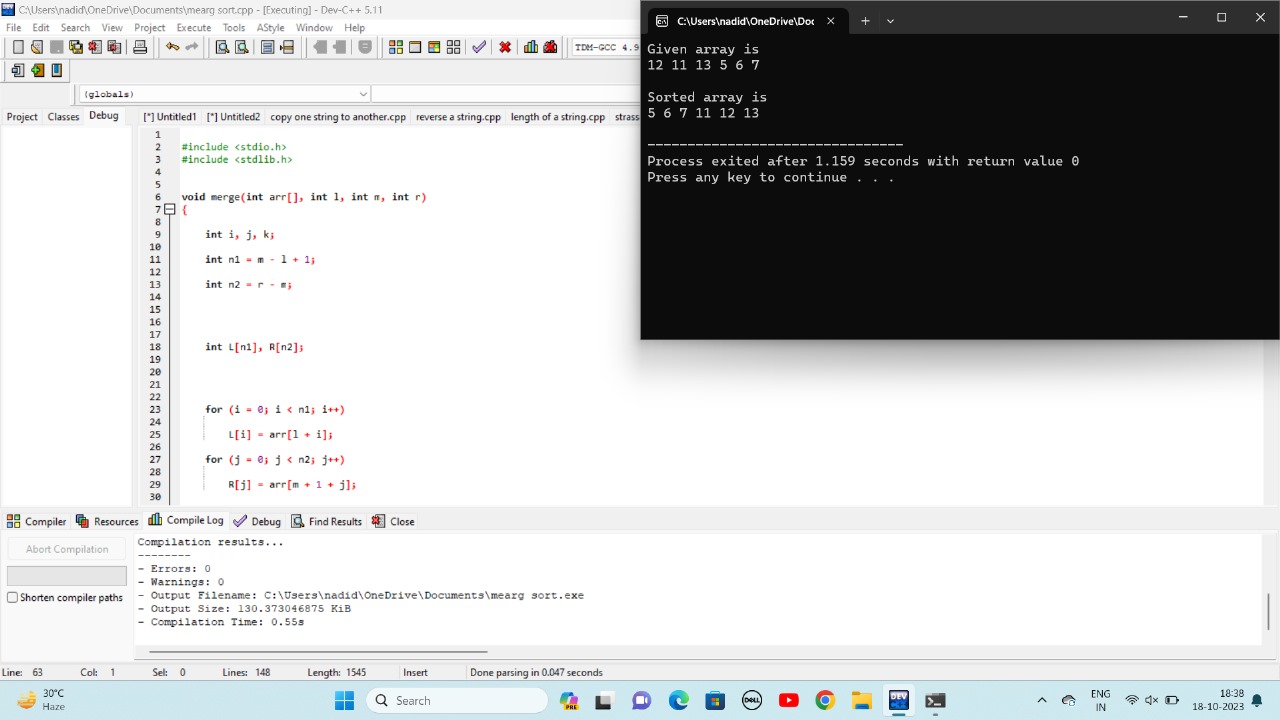 C:\Users\nadid\OneDrive\Documents\mearg sort.cpp - [Executing] - Dev-C++ 5.11
File Edit Search View Project Execute Tools AStyle Window Help
TDM-GCC 4.9
(globals)
Project Classes Debug
[*] Untitled1 [*] Untitled2 copy one string to another.cpp reverse a string.cpp length of a string.cpp strass
1
2 #include <stdio.h>
3 #include <stdlib.h>
4
5
6 void merge(int arr[], int l, int m, int r)
7 {
8
9 int i, j, k;
10
11 int n1 = m - l + 1;
12
13 int n2 = r - m;
14
15
16
17
18 int L[n1], R[n2];
19
20
21
22
23 for (i = 0; i < n1; i++)
24
25 L[i] = arr[l + i];
26
27 for (j = 0; j < n2; j++)
28
29 R[j] = arr[m + 1 + j];
30
C:\Users\nadid\OneDrive\Doc
Given array is
12 11 13 5 6 7
Sorted array is
5 6 7 11 12 13
--------------------------------
Process exited after 1.159 seconds with return value 0
Press any key to continue . . .
Compiler Resources Compile Log Debug Find Results Close
Abort Compilation
Shorten compiler paths
Compilation results...
--------
- Errors: 0
- Warnings: 0
- Output Filename: C:\Users\nadid\OneDrive\Documents\mearg sort.exe
- Output Size: 130.373046875 KiB
- Compilation Time: 0.55s
Line: 63 Col: 1 Sel: 0 Lines: 148 Length: 1545 Insert Done parsing in 0.047 seconds
30°C
Haze
Search
PRE
DELL
DEV
ENG
IN
18:38
18-10-2023